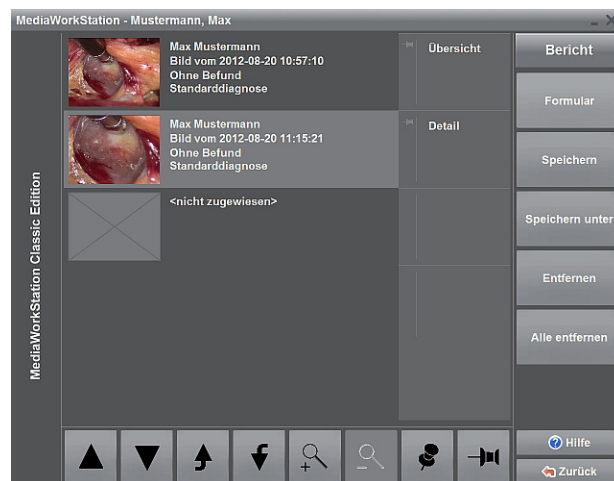 MediaWorkStation - Mustermann, Max
MediaWorkStation Classic Edition
Max Mustermann
Bild vom 2012-08-20 10:57:10
Ohne Befund
Standarddiagnose
Übersicht
Max Mustermann
Bild vom 2012-08-20 11:15:21
Ohne Befund
Standarddiagnose
Detail
<nicht zugewiesen>
Bericht
Formular
Speichern
Speichern unter
Entfernen
Alle entfernen
Hilfe
Zurück